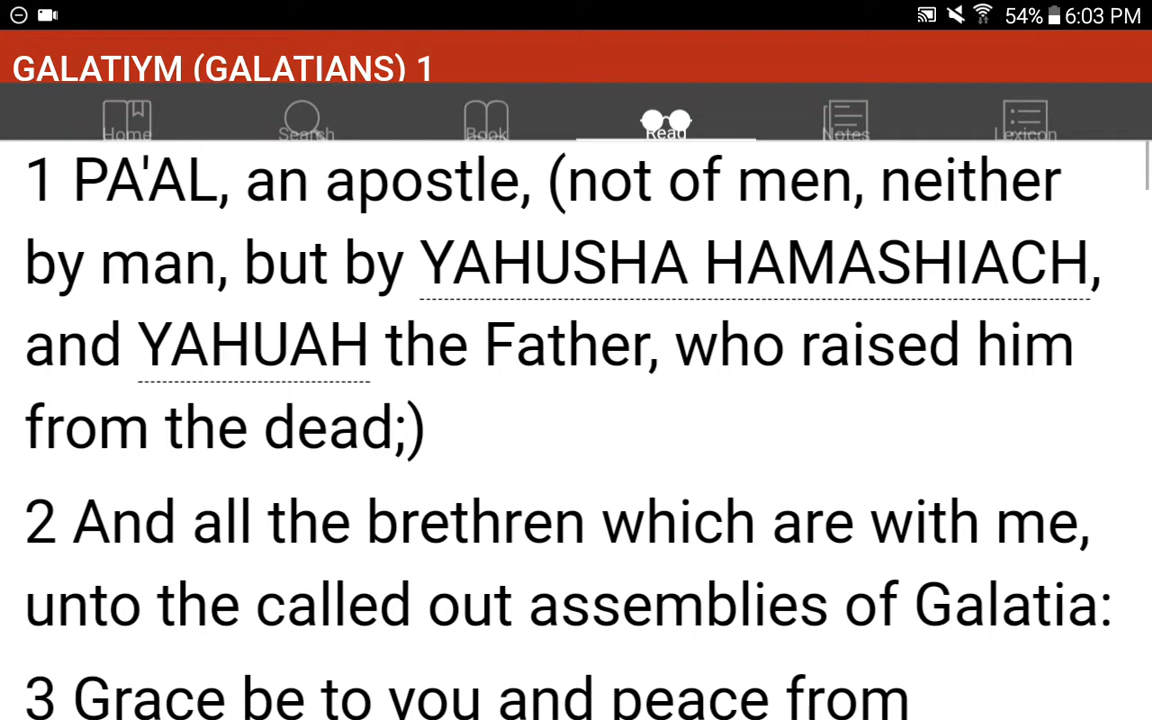 54% 6:03 PM
GALATIYM (GALATIANS) 1
Home Search Book Read Notes Lexicon
1 PA'AL, an apostle, (not of men, neither
by man, but by YAHUSHA HAMASHIACH,
and YAHUAH the Father, who raised him
from the dead;)
2 And all the brethren which are with me,
unto the called out assemblies of Galatia:
3 Grace be to you and peace from